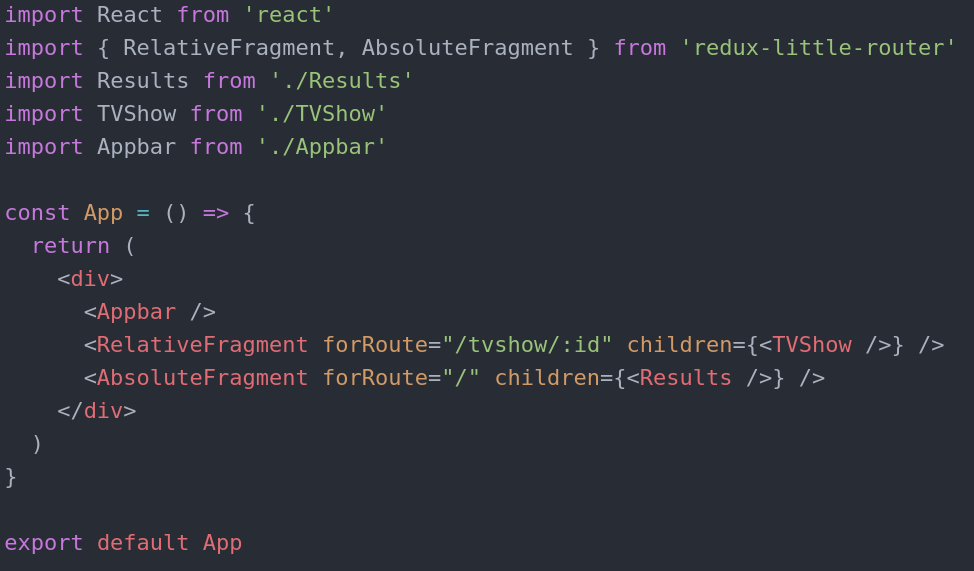 import React from 'react'
import { RelativeFragment, AbsoluteFragment } from 'redux-little-router'
import Results from './Results'
import TVShow from './TVShow'
import Appbar from './Appbar'

const App = () => {
  return (
    <div>
      <Appbar />
      <RelativeFragment forRoute="/tvshow/:id" children={<TVShow />} />
      <AbsoluteFragment forRoute="/" children={<Results />} />
    </div>
  )
}

export default App